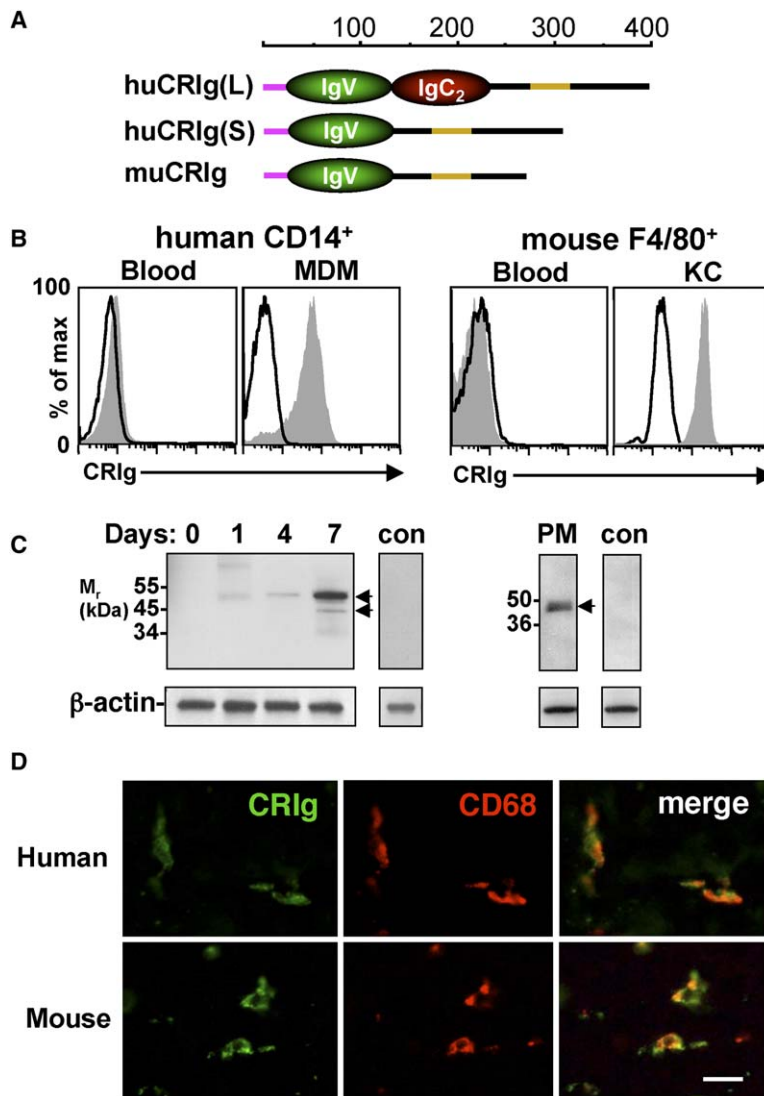 A
100 200 300 400
huCRIg(L) IgV IgC₂
huCRIg(S) IgV
muCRIg IgV
B
human CD14⁺ mouse F4/80⁺
Blood MDM Blood KC
100
% of max
0
CRIg CRIg
C
Days: 0 1 4 7 con PM con
Mᵣ
(kDa)
55
45
34
50
36
β-actin-
D
CRIg CD68 merge
Human
Mouse